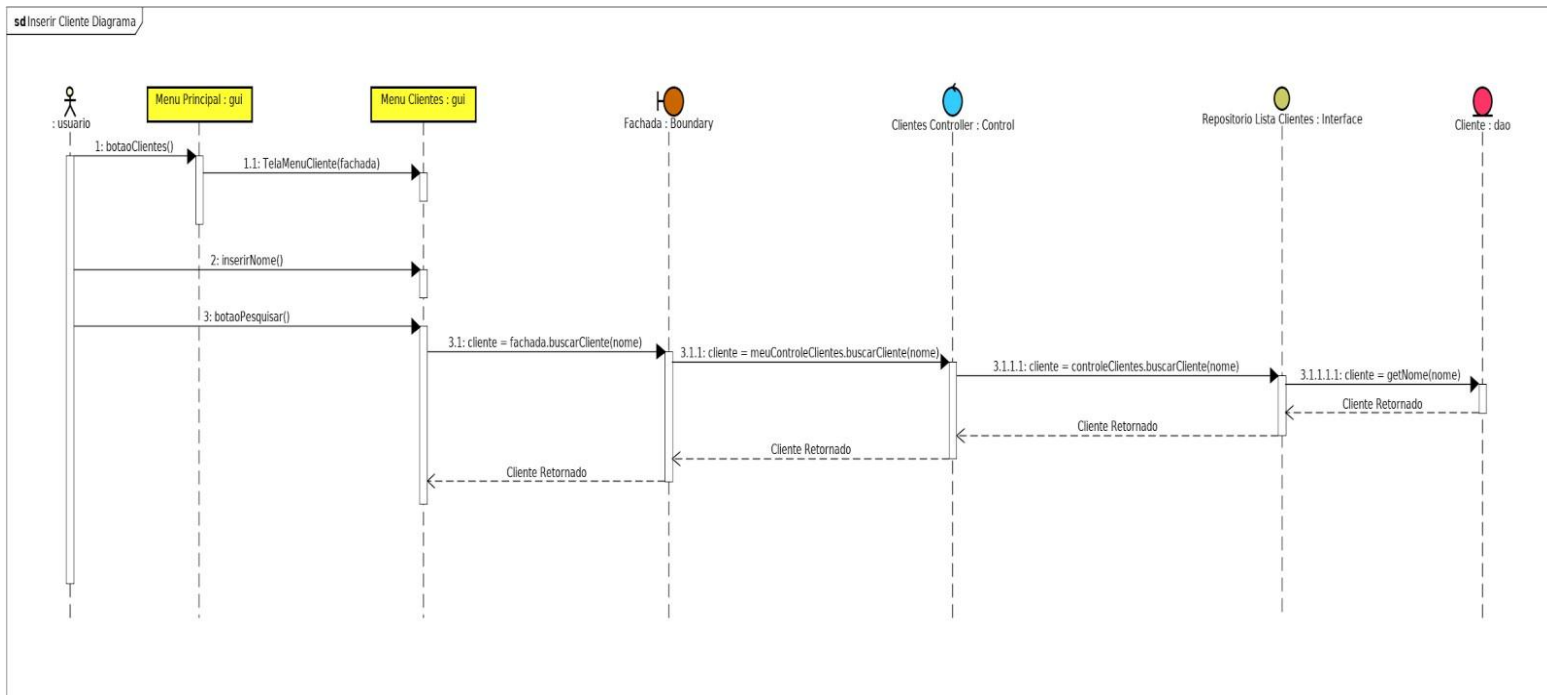 sd Inserir Cliente Diagrama
: usuario
Menu Principal : gui
Menu Clientes : gui
Fachada : Boundary
Clientes Controller : Control
Repositorio Lista Clientes : Interface
Cliente : dao
1: botaoClientes()
1.1: TelaMenuCliente(fachada)
2: inserirNome()
3: botaoPesquisar()
3.1: cliente = fachada.buscarCliente(nome)
3.1.1: cliente = meuControleClientes.buscarCliente(nome)
3.1.1.1: cliente = controleClientes.buscarCliente(nome)
3.1.1.1.1: cliente = getNome(nome)
Cliente Retornado
Cliente Retornado
Cliente Retornado
Cliente Retornado